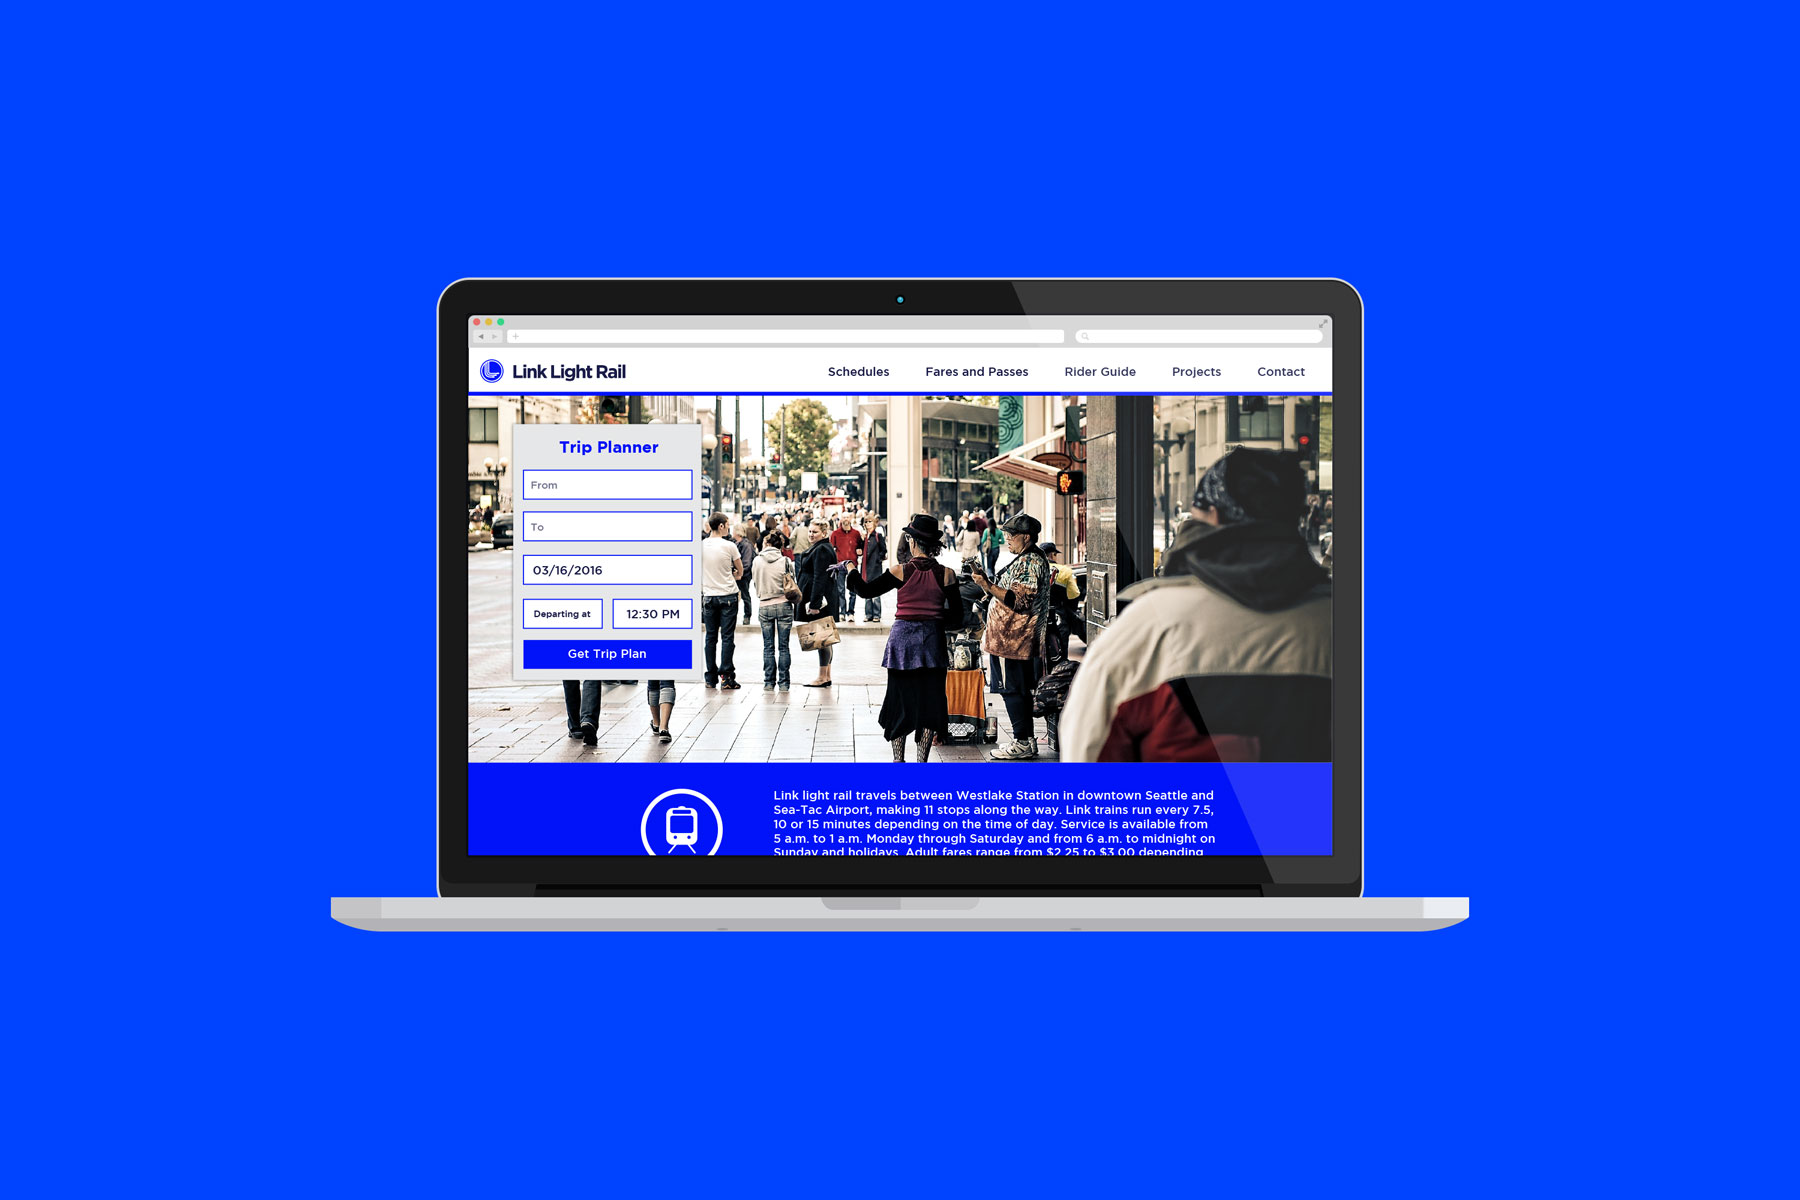 Link Light Rail
Schedules
Fares and Passes
Rider Guide
Projects
Contact
Trip Planner
From
To
03/16/2016
Departing at
12:30 PM
Get Trip Plan
Link light rail travels between Westlake Station in downtown Seattle and
Sea-Tac Airport, making 11 stops along the way. Link trains run every 7.5,
10 or 15 minutes depending on the time of day. Service is available from
5 a.m. to 1 a.m. Monday through Saturday and from 6 a.m. to midnight on
Sunday and holidays. Adult fares range from $2.25 to $3.00 depending